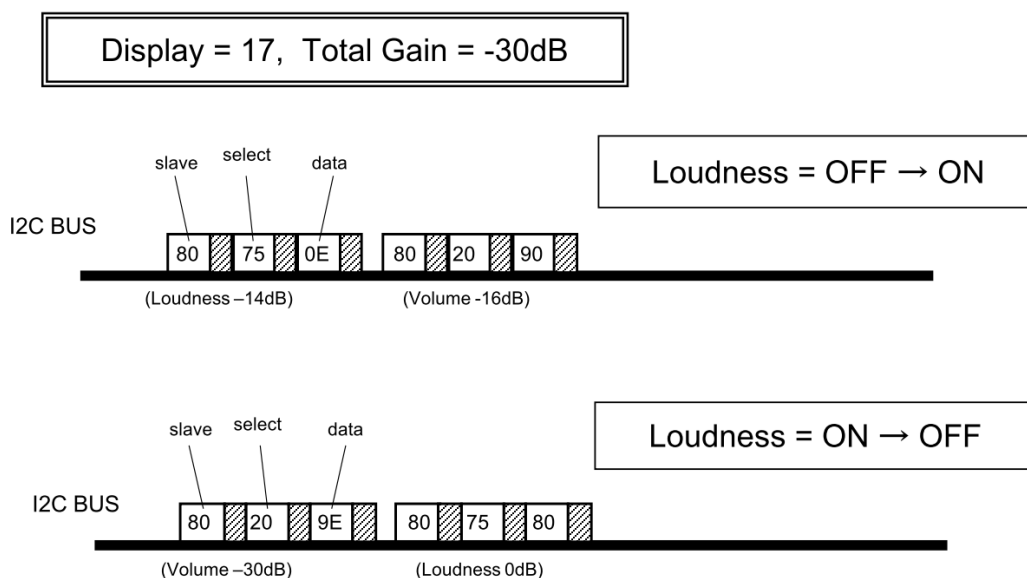 Display = 17, Total Gain = -30dB
Loudness = OFF → ON
slave select data
I2C BUS
80 75 0E 80 20 90
(Loudness –14dB) (Volume -16dB)
Loudness = ON → OFF
slave select data
I2C BUS
80 20 9E 80 75 80
(Volume –30dB) (Loudness 0dB)